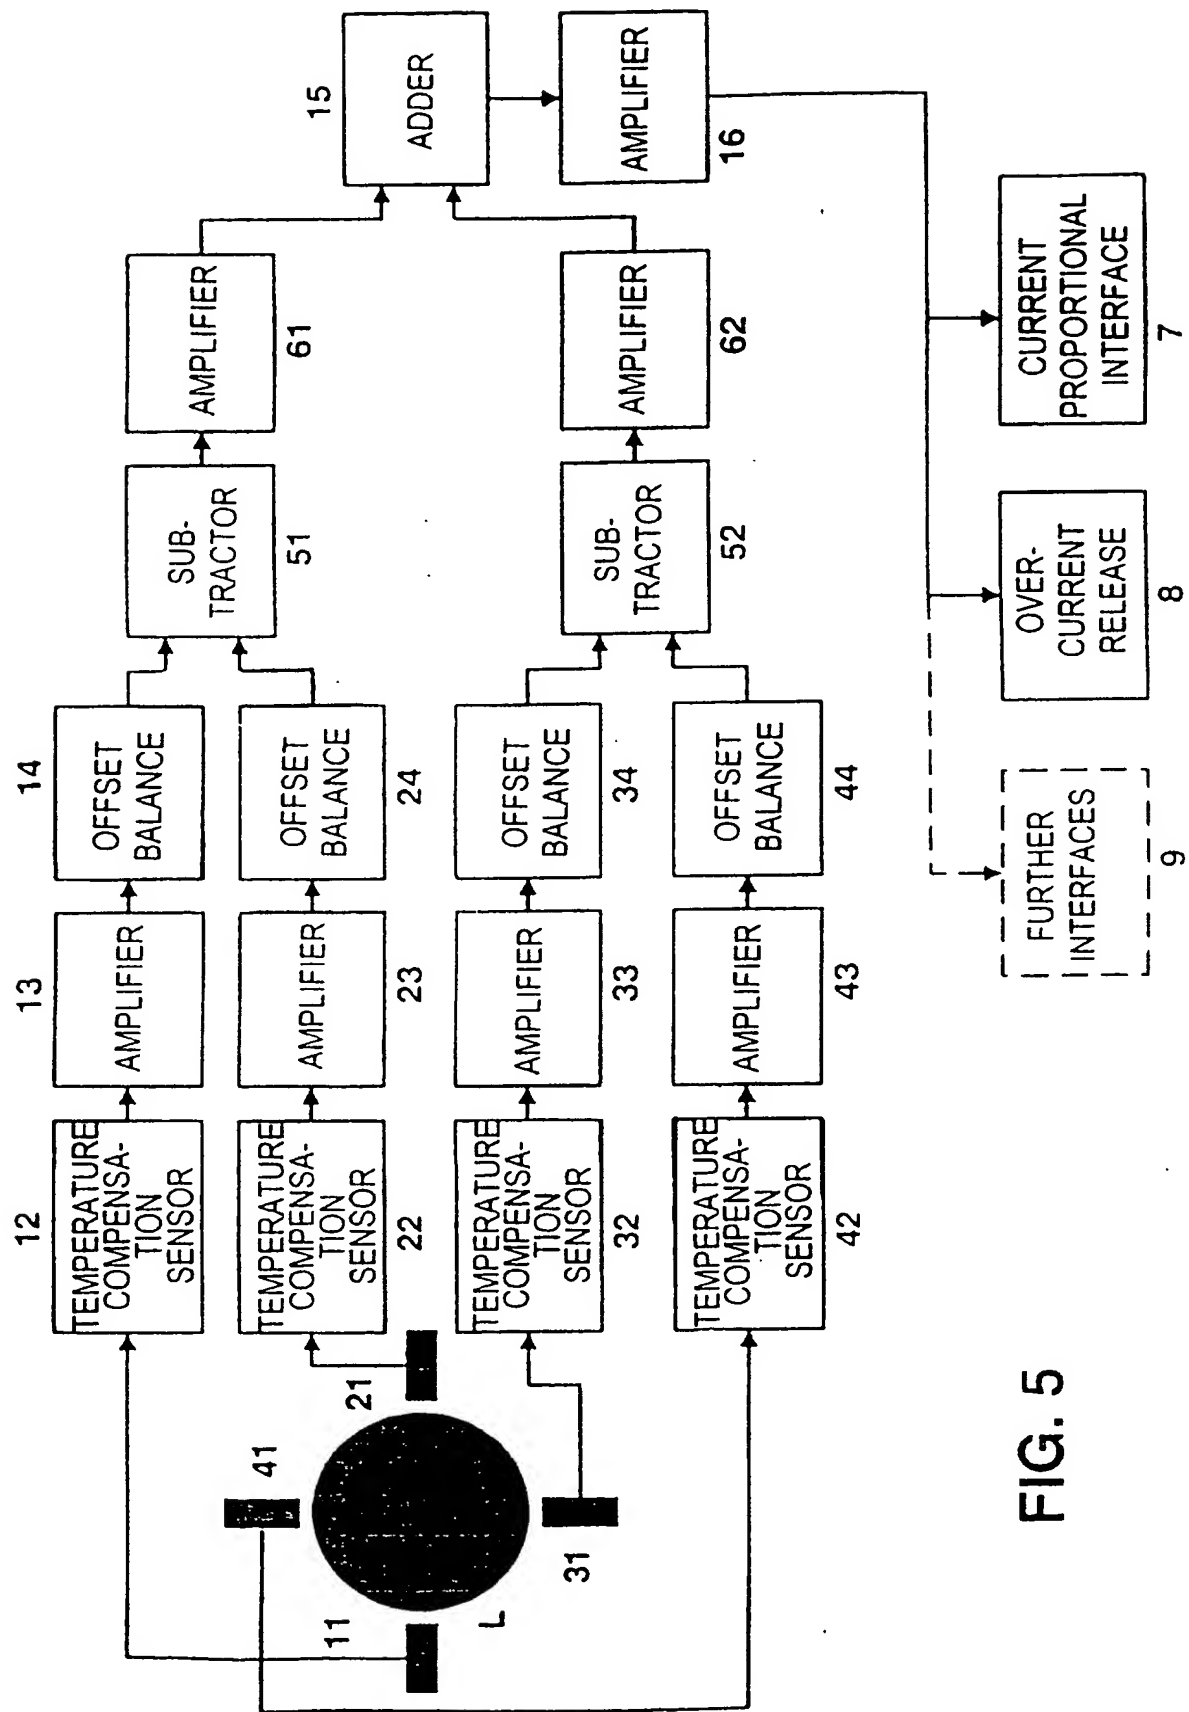 12
TEMPERATURE
COMPENSA-
TION
SENSOR
13
AMPLIFIER
14
OFFSET
BALANCE
SUB-
TRACTOR
51
AMPLIFIER
61
15
ADDER
AMPLIFIER
16
TEMPERATURE
COMPENSA-
TION
SENSOR
22
AMPLIFIER
23
OFFSET
BALANCE
24
11
41
21
L
31
TEMPERATURE
COMPENSA-
TION
SENSOR
32
AMPLIFIER
33
OFFSET
BALANCE
34
SUB-
TRACTOR
52
AMPLIFIER
62
TEMPERATURE
COMPENSA-
TION
SENSOR
42
AMPLIFIER
43
OFFSET
BALANCE
44
FURTHER
INTERFACES
9
OVER-
CURRENT
RELEASE
8
CURRENT
PROPORTIONAL
INTERFACE
7
FIG. 5